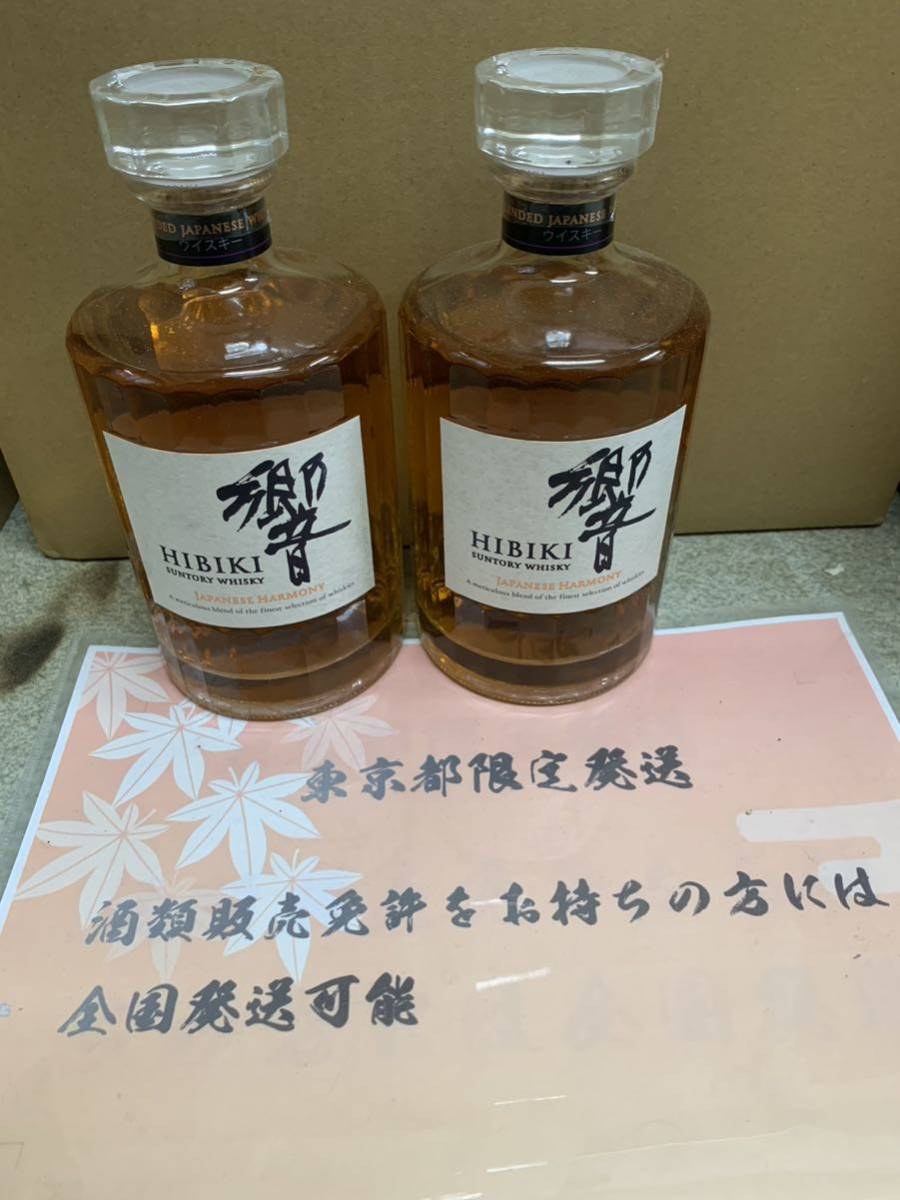 DED JAPANESE WH
ウイスキー
響
HIBIKI
SUNTORY WHISKY
JAPANESE HARMONY
A meticulous blend of the finest selection of whiskies
NDED JAPANESE
ウイスキー
響
HIBIKI
SUNTORY WHISKY
JAPANESE HARMONY
A meticulous blend of the finest selection of whiskies
東京都限定発送
酒類販売免許をお持ちの方には
全国発送可能